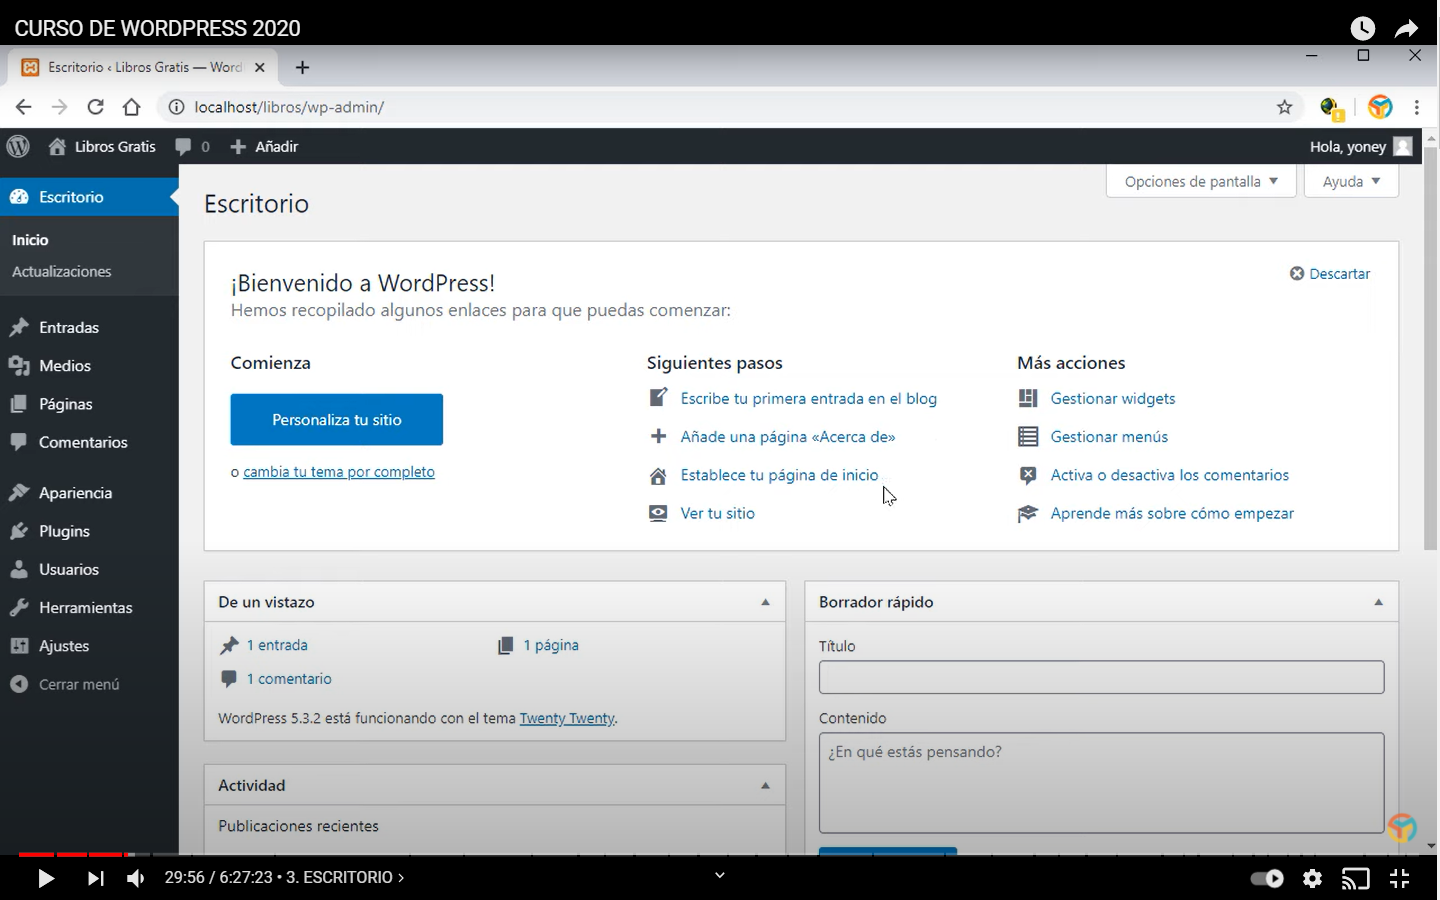 CURSO DE WORDPRESS 2020
Escritorio ‹ Libros Gratis — Word
localhost/libros/wp-admin/
Libros Gratis
0
Añadir
Hola, yoney
Escritorio
Inicio
Actualizaciones
Entradas
Medios
Páginas
Comentarios
Apariencia
Plugins
Usuarios
Herramientas
Ajustes
Cerrar menú
Escritorio
Opciones de pantalla
Ayuda
¡Bienvenido a WordPress!
Descartar
Hemos recopilado algunos enlaces para que puedas comenzar:
Comienza
Personaliza tu sitio
o cambia tu tema por completo
Siguientes pasos
Escribe tu primera entrada en el blog
Añade una página «Acerca de»
Establece tu página de inicio
Ver tu sitio
Más acciones
Gestionar widgets
Gestionar menús
Activa o desactiva los comentarios
Aprende más sobre cómo empezar
De un vistazo
1 entrada
1 página
1 comentario
WordPress 5.3.2 está funcionando con el tema Twenty Twenty.
Actividad
Publicaciones recientes
Borrador rápido
Título
Contenido
¿En qué estás pensando?
29:56 / 6:27:23 • 3. ESCRITORIO ›